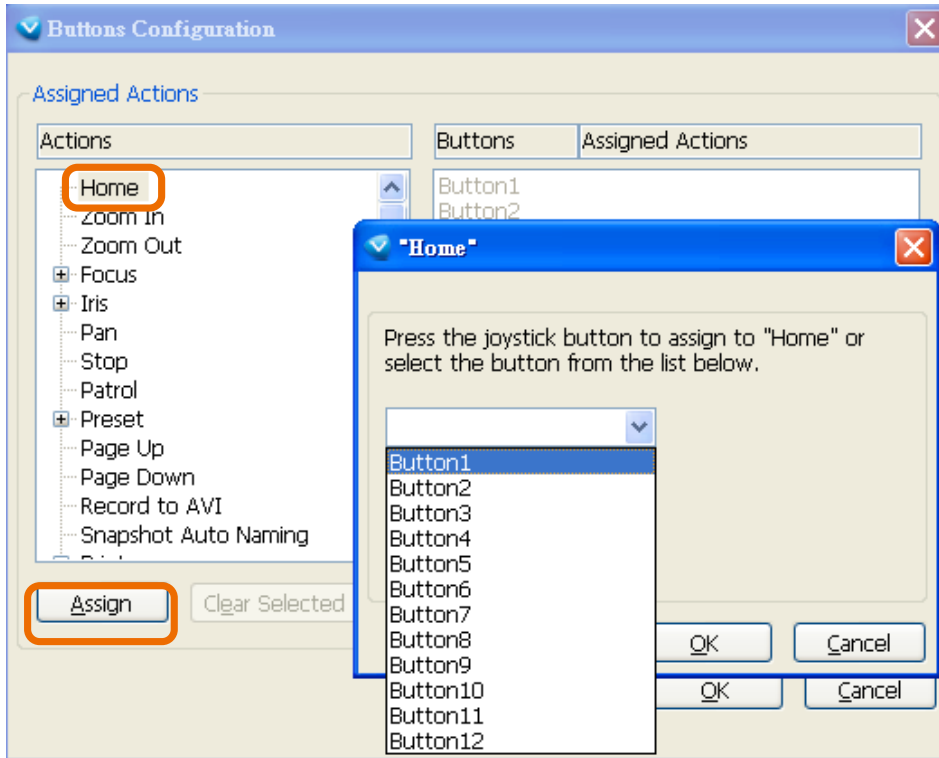 Buttons Configuration
Assigned Actions
Actions
Buttons
Assigned Actions
Home
Zoom In
Zoom Out
Focus
Iris
Pan
Stop
Patrol
Preset
Page Up
Page Down
Record to AVI
Snapshot Auto Naming
Button1
Button2
Assign
Clear Selected
"Home"
Press the joystick button to assign to "Home" or
select the button from the list below.
Button1
Button2
Button3
Button4
Button5
Button6
Button7
Button8
Button9
Button10
Button11
Button12
OK
Cancel
OK
Cancel